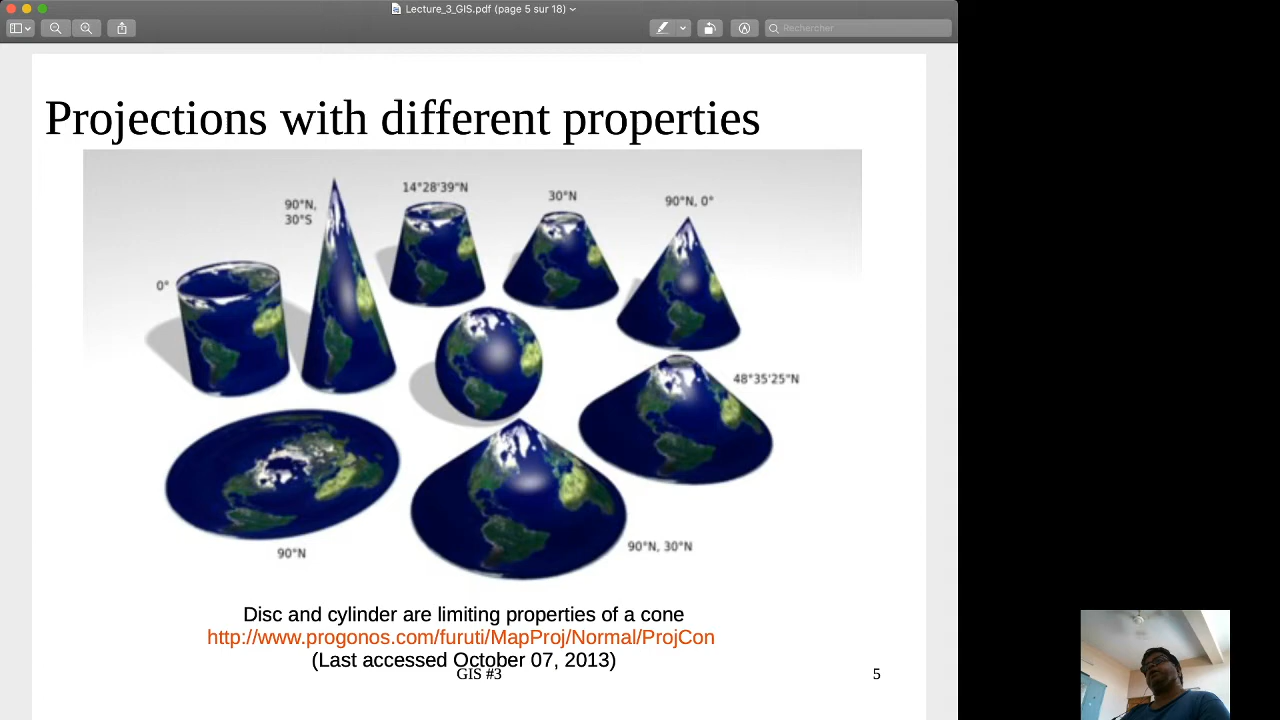 Lecture_3_GIS.pdf (page 5 sur 18)
Rechercher
Projections with different properties
90°N,
30°S
14°28'39"N
30°N
90°N, 0°
0°
48°35'25"N
90°N
90°N, 30°N
Disc and cylinder are limiting properties of a cone
http://www.progonos.com/furuti/MapProj/Normal/ProjCon
(Last accessed October 07, 2013)
GIS #3
5